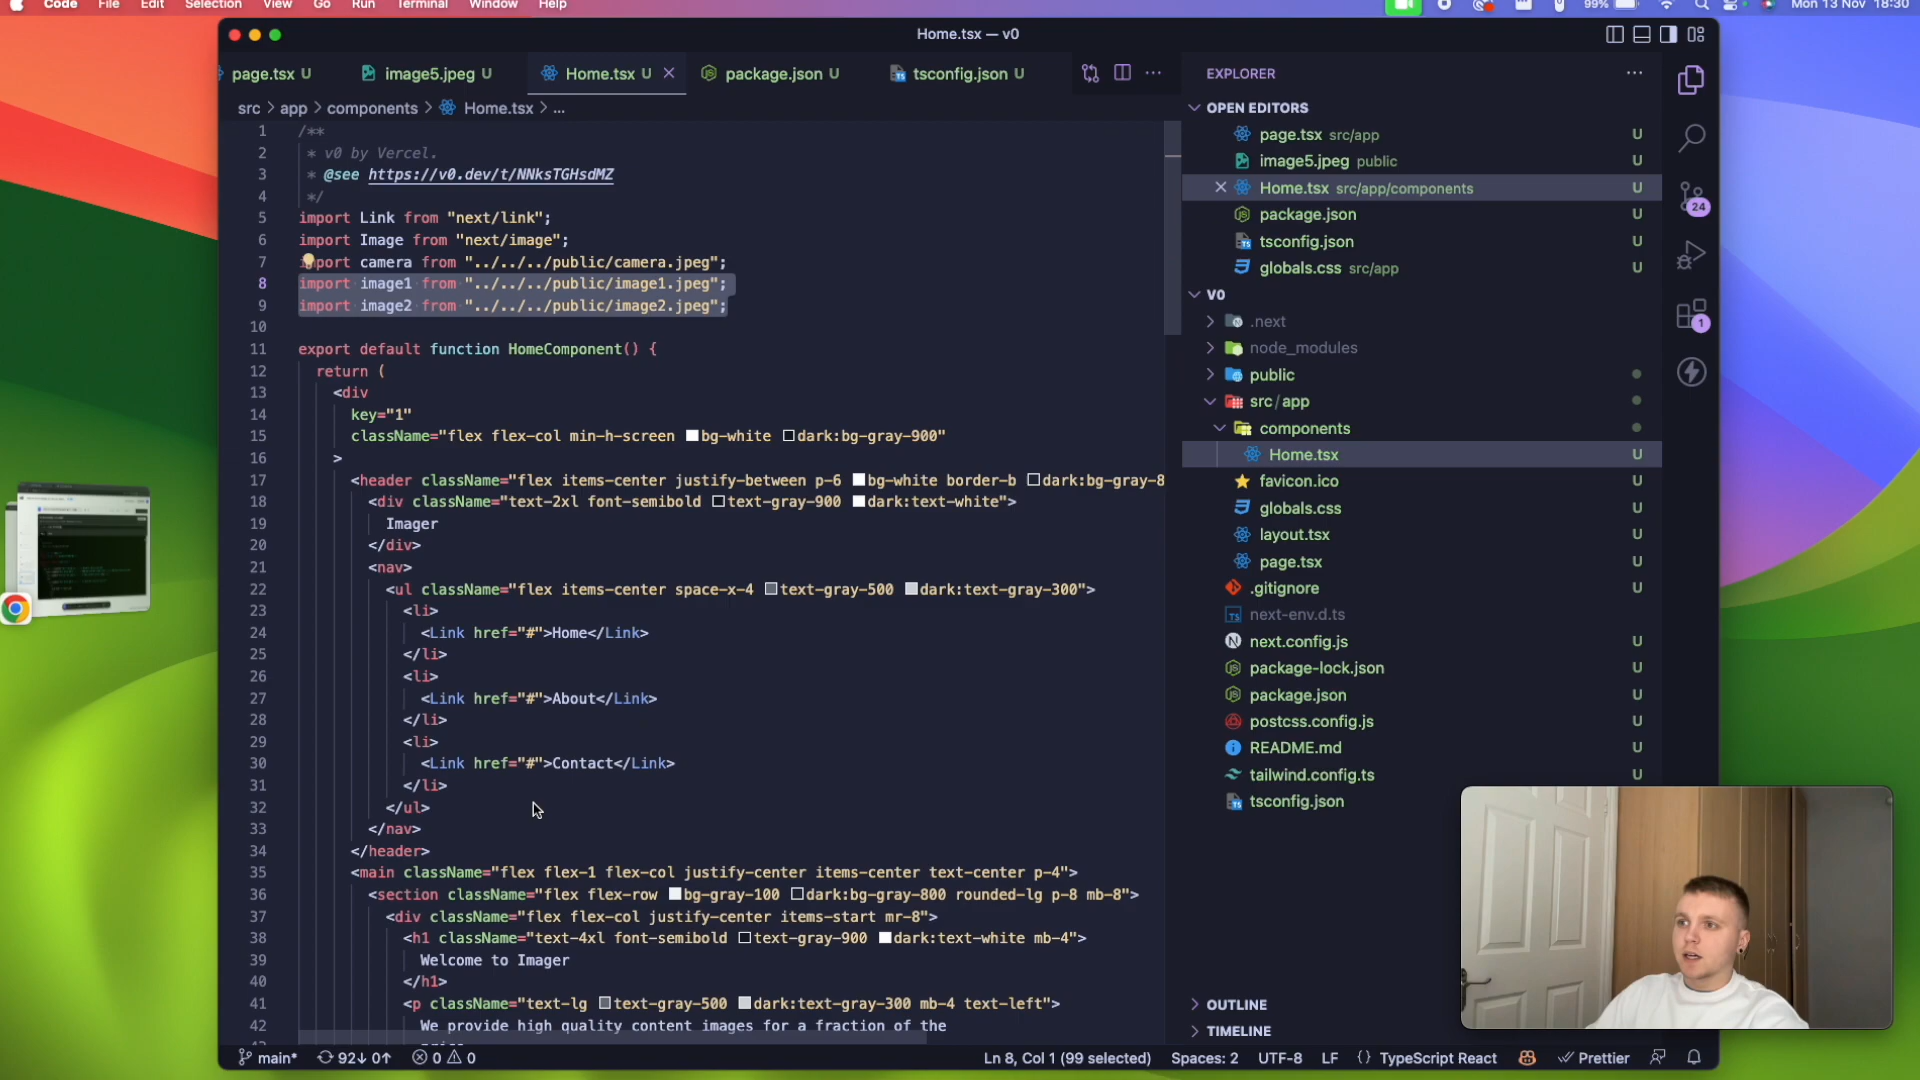 Code File Edit Selection View Go Run Terminal Window Help
99% Mon 13 Nov 18:30
Home.tsx — v0
page.tsx U image5.jpeg U Home.tsx U package.json U tsconfig.json U
src > app > components > Home.tsx > ...
1 /**
2 * v0 by Vercel.
3 * @see https://v0.dev/t/NNksTGHsdMZ
4 */
5 import Link from "next/link";
6 import Image from "next/image";
7 import camera from "../../../public/camera.jpeg";
8 import image1 from "../../../public/image1.jpeg";
9 import image2 from "../../../public/image2.jpeg";
10
11 export default function HomeComponent() {
12 return (
13 <div
14 key="1"
15 className="flex flex-col min-h-screen bg-white dark:bg-gray-900"
16 >
17 <header className="flex items-center justify-between p-6 bg-white border-b dark:bg-gray-8
18 <div className="text-2xl font-semibold text-gray-900 dark:text-white">
19 Imager
20 </div>
21 <nav>
22 <ul className="flex items-center space-x-4 text-gray-500 dark:text-gray-300">
23 <li>
24 <Link href="#">Home</Link>
25 </li>
26 <li>
27 <Link href="#">About</Link>
28 </li>
29 <li>
30 <Link href="#">Contact</Link>
31 </li>
32 </ul>
33 </nav>
34 </header>
35 <main className="flex flex-1 flex-col justify-center items-center text-center p-4">
36 <section className="flex flex-row bg-gray-100 dark:bg-gray-800 rounded-lg p-8 mb-8">
37 <div className="flex flex-col justify-center items-start mr-8">
38 <h1 className="text-4xl font-semibold text-gray-900 dark:text-white mb-4">
39 Welcome to Imager
40 </h1>
41 <p className="text-lg text-gray-500 dark:text-gray-300 mb-4 text-left">
42 We provide high quality content images for a fraction of the
EXPLORER
OPEN EDITORS
page.tsx src/app U
image5.jpeg public U
Home.tsx src/app/components U
package.json U
tsconfig.json U
globals.css src/app U
V0
.next
node_modules
public
src/app
components
Home.tsx U
favicon.ico U
globals.css U
layout.tsx U
page.tsx U
.gitignore U
next-env.d.ts
next.config.js U
package-lock.json U
package.json U
postcss.config.js U
README.md U
tailwind.config.ts U
tsconfig.json
OUTLINE
TIMELINE
24
1
main* 92↓ 0↑ 0 0 Ln 8, Col 1 (99 selected) Spaces: 2 UTF-8 LF {} TypeScript React Prettier